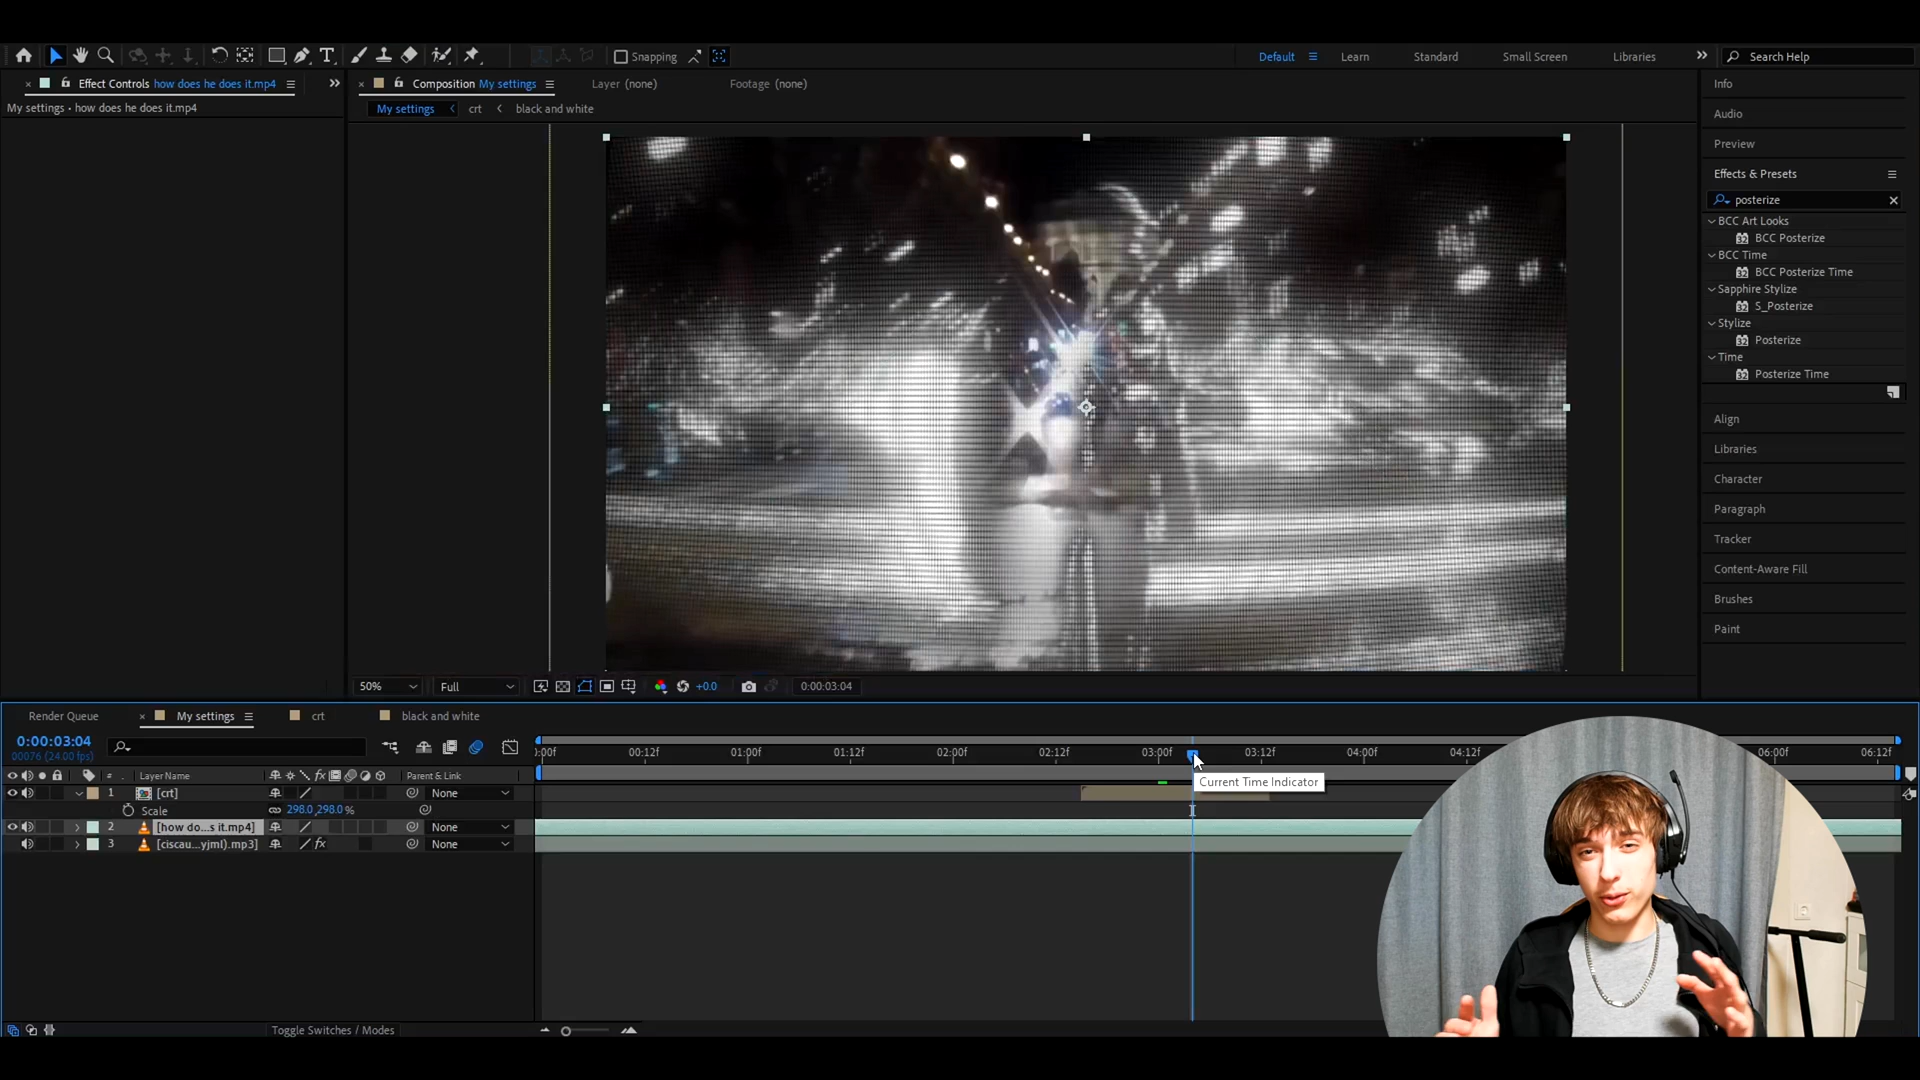 Snapping
Default
Learn
Standard
Small Screen
Libraries
Search Help
Effect Controls how does he does it.mp4
Composition My settings
Layer (none)
Footage (none)
Info
My settings • how does he does it.mp4
My settings
crt
black and white
Audio
Preview
Effects & Presets
posterize
BCC Art Looks
BCC Posterize
BCC Time
BCC Posterize Time
Sapphire Stylize
S_Posterize
Stylize
Posterize
Time
Posterize Time
Align
Libraries
Character
Paragraph
Tracker
Content-Aware Fill
Brushes
Paint
50%
Full
+0.0
0:00:03:04
Render Queue
My settings
crt
black and white
0:00:03:04
00076 (24.00 fps)
:00f
00:12f
01:00f
01:12f
02:00f
02:12f
03:00f
03:12f
04:00f
04:12f
06:00f
06:12f
# Layer Name
Parent & Link
Current Time Indicator
1 [crt] None
Scale 298.0,298.0 %
2 [how do...s it.mp4] None
3 [ciscau...yjml).mp3] fx None
Toggle Switches / Modes